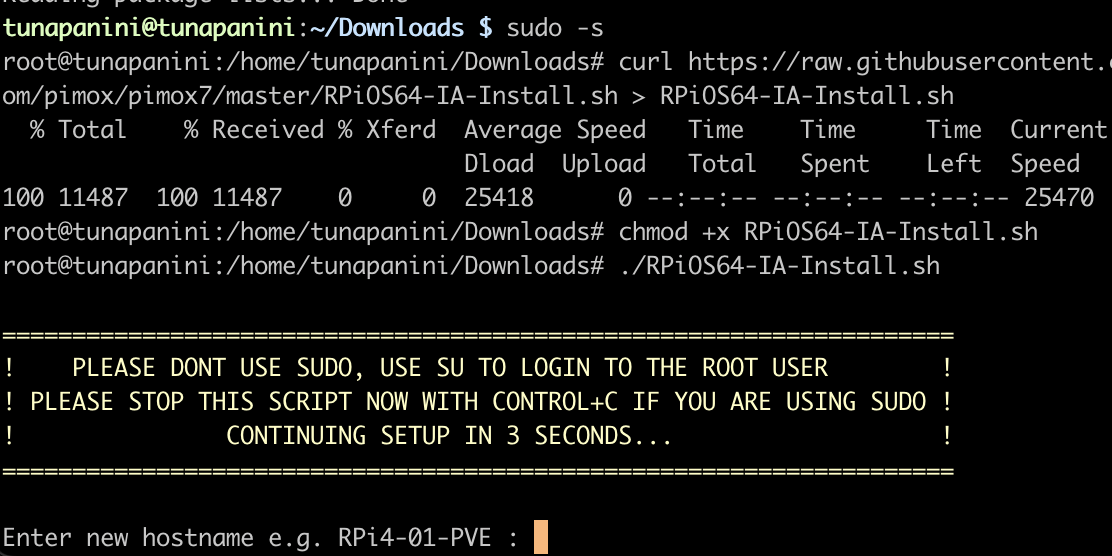 Reading package lists... Done
tunapanini@tunapanini:~/Downloads $ sudo -s
root@tunapanini:/home/tunapanini/Downloads# curl https://raw.githubusercontent.c
om/pimox/pimox7/master/RPiOS64-IA-Install.sh > RPiOS64-IA-Install.sh
  % Total    % Received % Xferd  Average Speed   Time    Time     Time  Current
                                 Dload  Upload   Total   Spent    Left  Speed
100 11487  100 11487    0     0  25418      0 --:--:-- --:--:-- --:--:-- 25470
root@tunapanini:/home/tunapanini/Downloads# chmod +x RPiOS64-IA-Install.sh
root@tunapanini:/home/tunapanini/Downloads# ./RPiOS64-IA-Install.sh
====================================================================
!    PLEASE DONT USE SUDO, USE SU TO LOGIN TO THE ROOT USER        !
! PLEASE STOP THIS SCRIPT NOW WITH CONTROL+C IF YOU ARE USING SUDO !
!               CONTINUING SETUP IN 3 SECONDS...                   !
====================================================================
Enter new hostname e.g. RPi4-01-PVE :